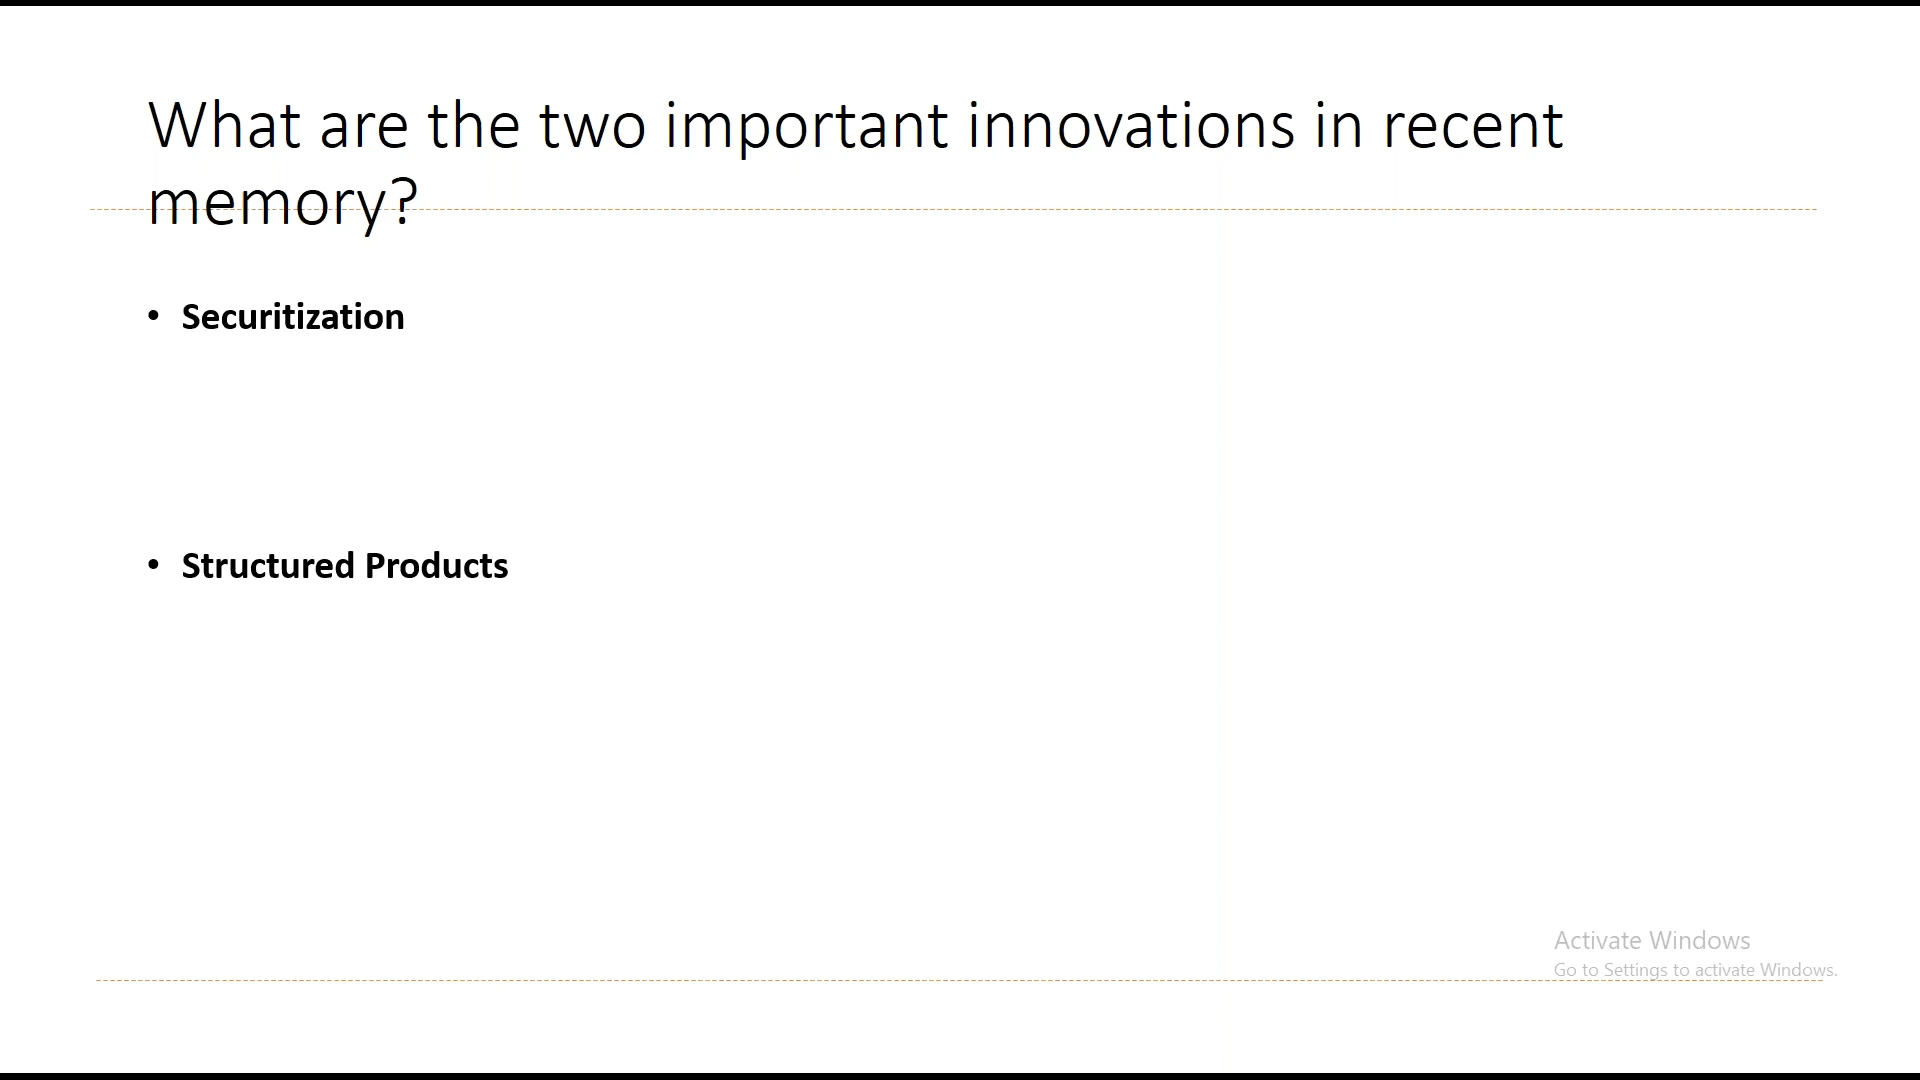 What are the two important innovations in recent
memory?
• Securitization
• Structured Products
Activate Windows
Go to Settings to activate Windows.